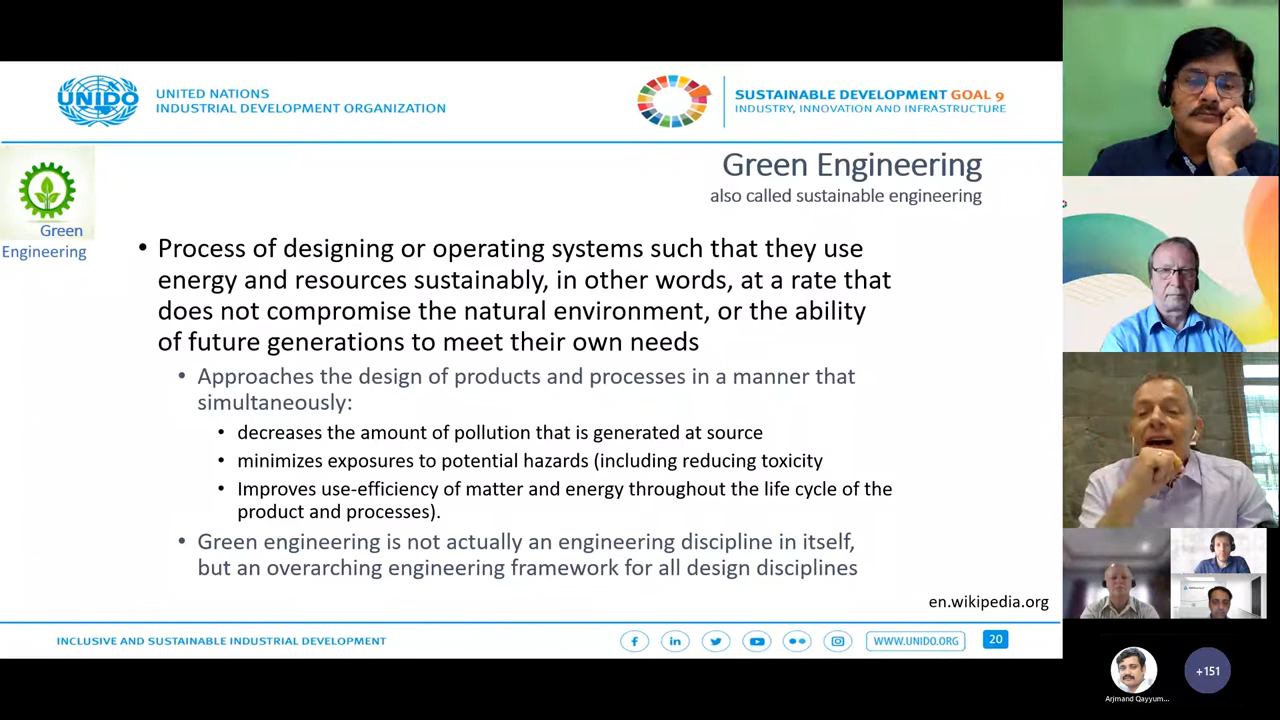 UNIDO
UNITED NATIONS
INDUSTRIAL DEVELOPMENT ORGANIZATION
SUSTAINABLE DEVELOPMENT GOAL 9
INDUSTRY, INNOVATION AND INFRASTRUCTURE
Green
Engineering
Green Engineering
also called sustainable engineering
• Process of designing or operating systems such that they use
energy and resources sustainably, in other words, at a rate that
does not compromise the natural environment, or the ability
of future generations to meet their own needs
• Approaches the design of products and processes in a manner that
simultaneously:
• decreases the amount of pollution that is generated at source
• minimizes exposures to potential hazards (including reducing toxicity
• Improves use-efficiency of matter and energy throughout the life cycle of the
product and processes).
• Green engineering is not actually an engineering discipline in itself,
but an overarching engineering framework for all design disciplines
en.wikipedia.org
INCLUSIVE AND SUSTAINABLE INDUSTRIAL DEVELOPMENT
WWW.UNIDO.ORG
20
Arjmand Qayyum...
+151